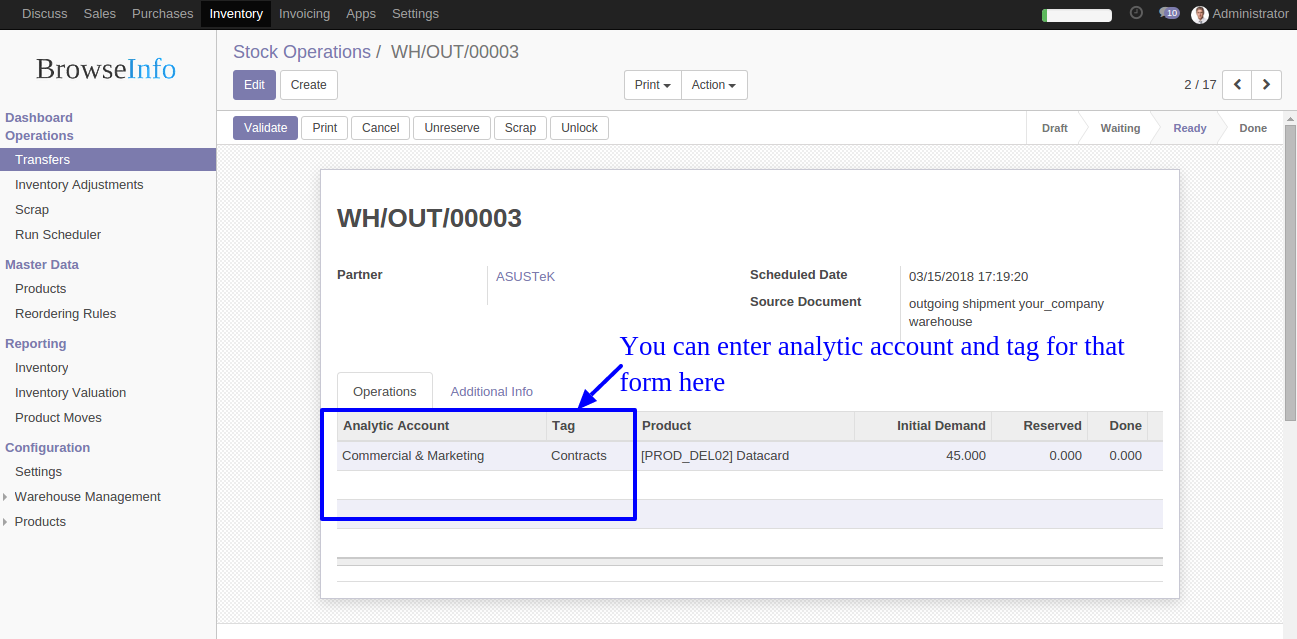 Discuss Sales Purchases Inventory Invoicing Apps Settings 10 Administrator
BrowseInfo
Dashboard
Operations
Transfers
Inventory Adjustments
Scrap
Run Scheduler
Master Data
Products
Reordering Rules
Reporting
Inventory
Inventory Valuation
Product Moves
Configuration
Settings
Warehouse Management
Products
Stock Operations / WH/OUT/00003
Edit Create Print Action 2 / 17
Validate Print Cancel Unreserve Scrap Unlock Draft Waiting Ready Done
WH/OUT/00003
Partner ASUSTeK
Scheduled Date 03/15/2018 17:19:20
Source Document outgoing shipment your_company
warehouse
You can enter analytic account and tag for that
form here
Operations Additional Info
Analytic Account Tag Product Initial Demand Reserved Done
Commercial & Marketing Contracts [PROD_DEL02] Datacard 45.000 0.000 0.000